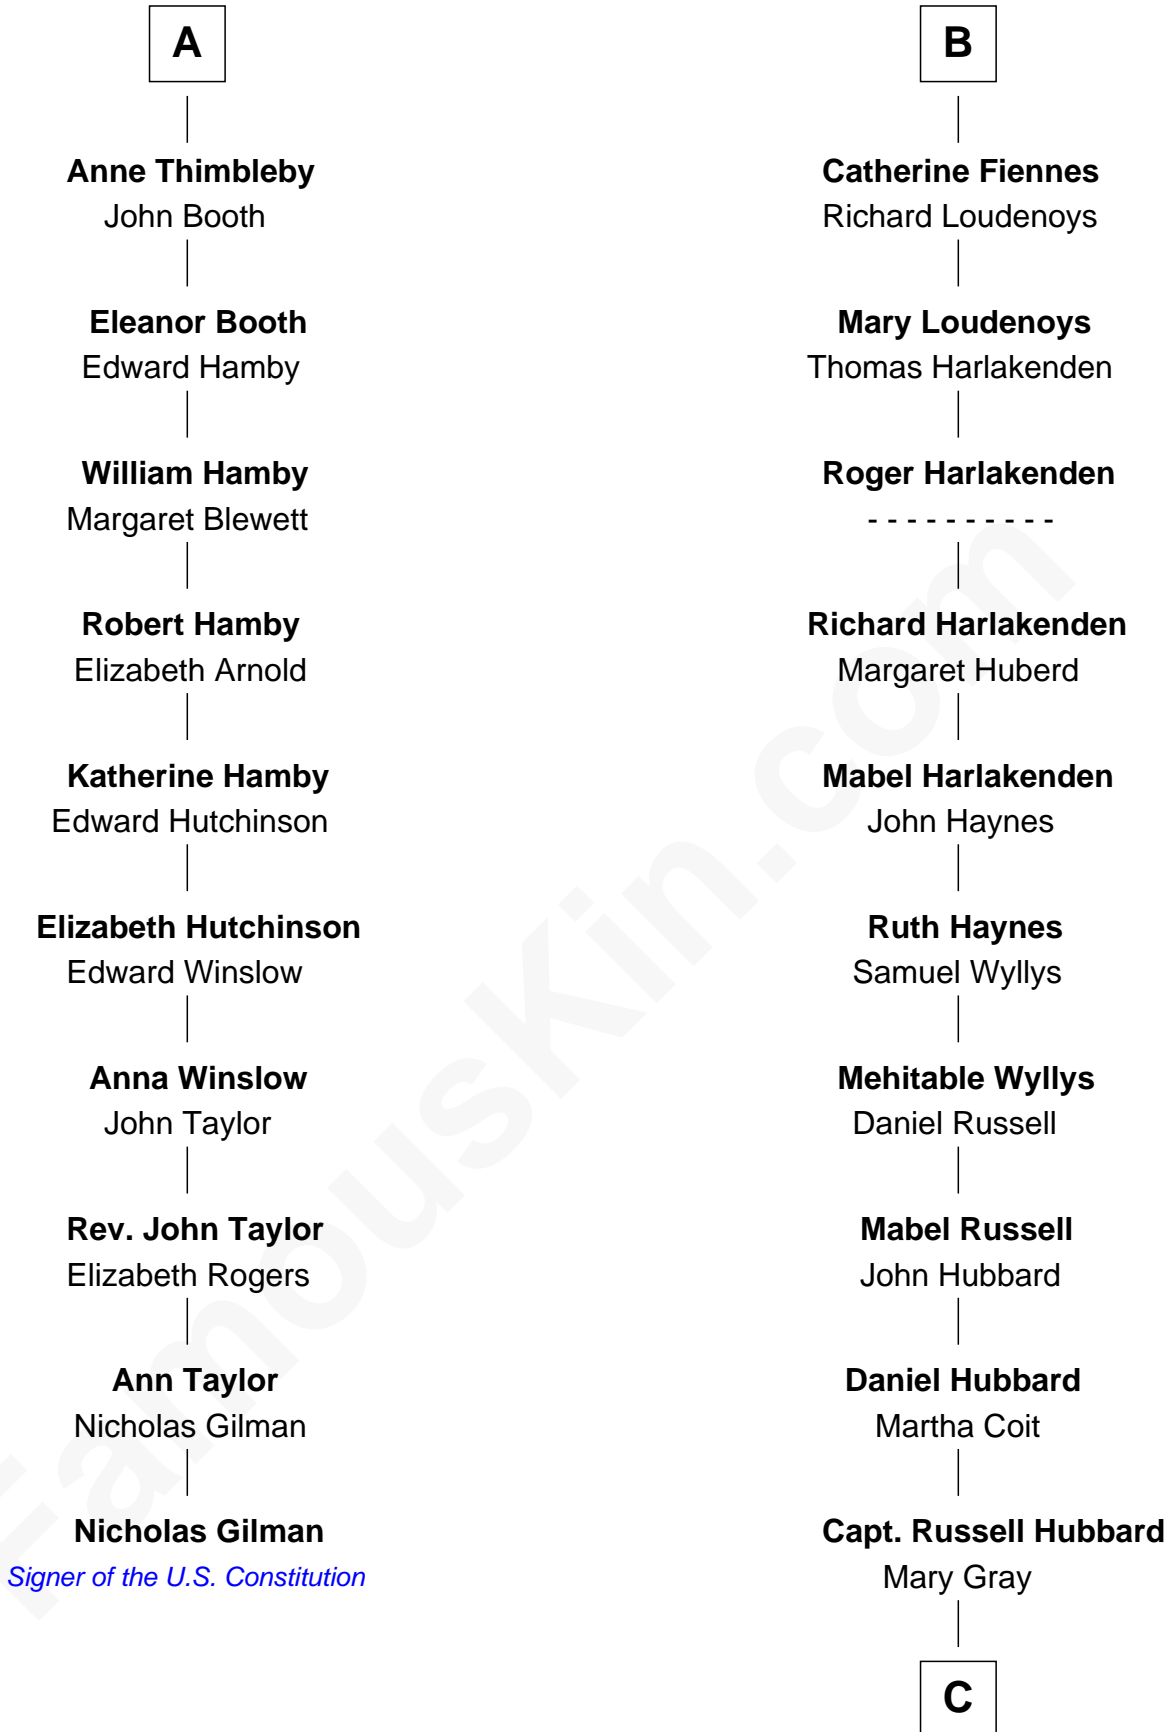 A
Anne Thimbleby
John Booth
Eleanor Booth
Edward Hamby
William Hamby
Margaret Blewett
Robert Hamby
Elizabeth Arnold
Katherine Hamby
Edward Hutchinson
Elizabeth Hutchinson
Edward Winslow
Anna Winslow
John Taylor
Rev. John Taylor
Elizabeth Rogers
Ann Taylor
Nicholas Gilman
Nicholas Gilman
Signer of the U.S. Constitution
B
Catherine Fiennes
Richard Loudenoys
Mary Loudenoys
Thomas Harlakenden
Roger Harlakenden
- - - - - - - - - -
Richard Harlakenden
Margaret Huberd
Mabel Harlakenden
John Haynes
Ruth Haynes
Samuel Wyllys
Mehitable Wyllys
Daniel Russell
Mabel Russell
John Hubbard
Daniel Hubbard
Martha Coit
Capt. Russell Hubbard
Mary Gray
C
FamousKin.com